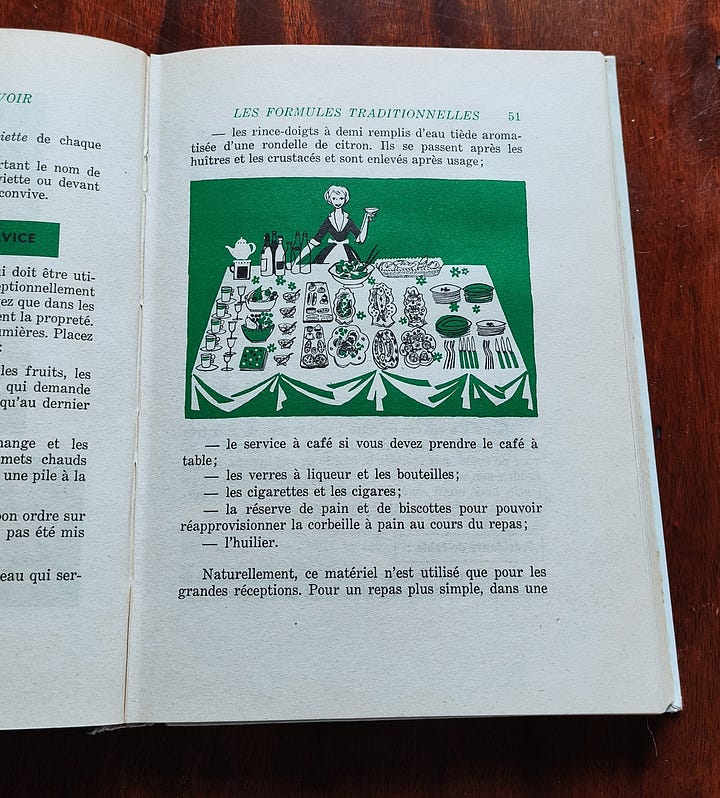 VOIR
iette de chaque
rtant le nom de
viette ou devant
convive.
VICE
i doit être uti-
eptionnellement
ez que dans les
ent la propreté.
umières. Placez
:
les fruits, les
qui demande
qu'au dernier
ange et les
mets chauds
une pile à la
on ordre sur
pas été mis
eau qui ser-
LES FORMULES TRADITIONNELLES 51
— les rince-doigts à demi remplis d'eau tiède aroma-
tisée d'une rondelle de citron. Ils se passent après les
huîtres et les crustacés et sont enlevés après usage;
— le service à café si vous devez prendre le café à
table;
— les verres à liqueur et les bouteilles;
— les cigarettes et les cigares;
— la réserve de pain et de biscottes pour pouvoir
réapprovisionner la corbeille à pain au cours du repas;
— l'huilier.
Naturellement, ce matériel n'est utilisé que pour les
grandes réceptions. Pour un repas plus simple, dans une